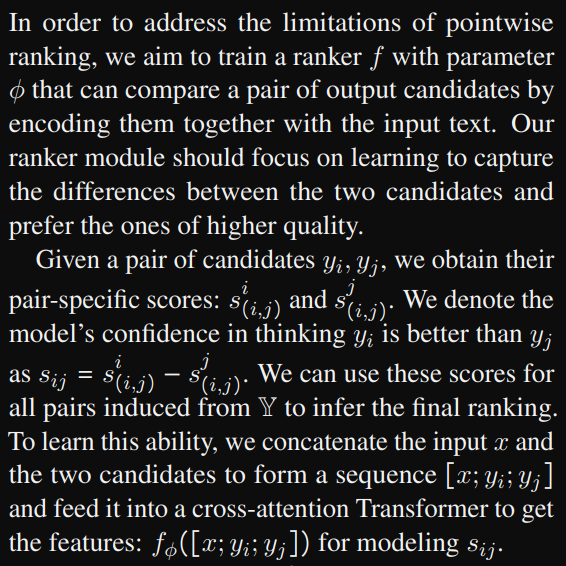 In order to address the limitations of pointwise
ranking, we aim to train a ranker f with parameter
ϕ that can compare a pair of output candidates by
encoding them together with the input text. Our
ranker module should focus on learning to capture
the differences between the two candidates and
prefer the ones of higher quality.
Given a pair of candidates y_i, y_j, we obtain their
pair-specific scores: s^i_{(i,j)} and s^j_{(i,j)}. We denote the
model's confidence in thinking y_i is better than y_j
as s_{ij} = s^i_{(i,j)} − s^j_{(i,j)}. We can use these scores for
all pairs induced from 𝕐 to infer the final ranking.
To learn this ability, we concatenate the input x and
the two candidates to form a sequence [x; y_i; y_j]
and feed it into a cross-attention Transformer to get
the features: f_ϕ([x; y_i; y_j]) for modeling s_{ij}.